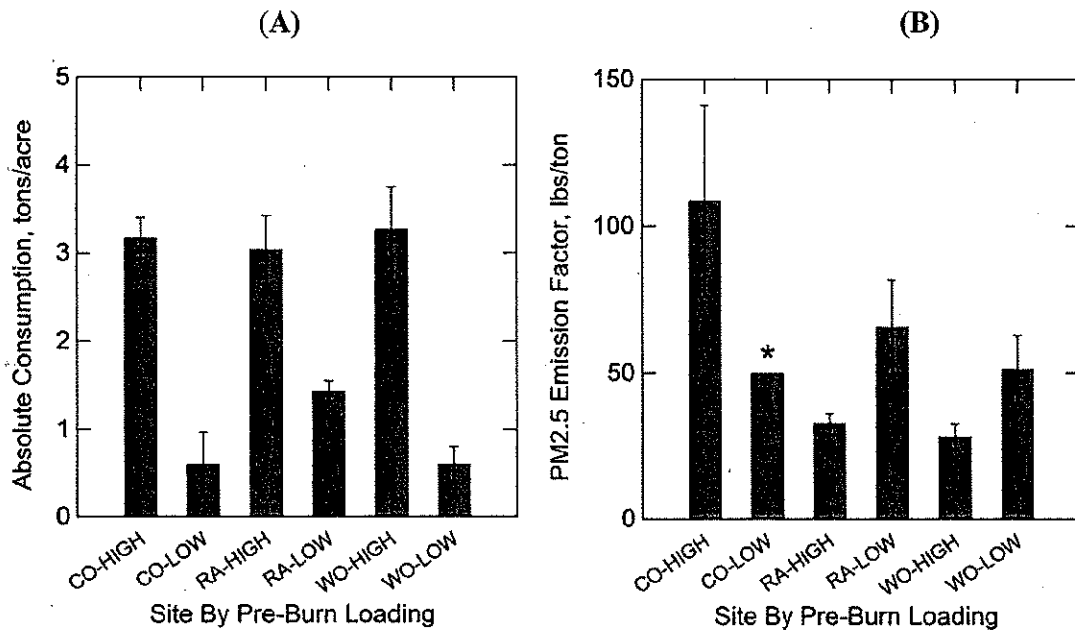 (A)
5
4
3
2
1
0
Absolute Consumption, tons/acre
CO-HIGH
CO-LOW
RA-HIGH
RA-LOW
WO-HIGH
WO-LOW
Site By Pre-Burn Loading
(B)
150
100
50
0
PM2.5 Emission Factor, lbs/ton
*
CO-HIGH
CO-LOW
RA-HIGH
RA-LOW
WO-HIGH
WO-LOW
Site By Pre-Burn Loading